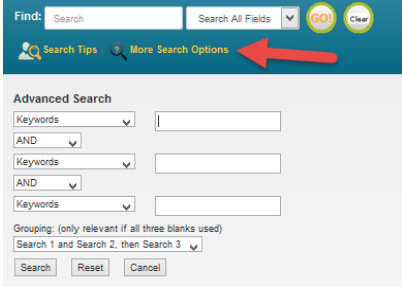 Find: Search Search All Fields GO! Clear
Search Tips ? More Search Options
Advanced Search
Keywords
AND
Keywords
AND
Keywords
Grouping: (only relevant if all three blanks used)
Search 1 and Search 2, then Search 3
Search Reset Cancel